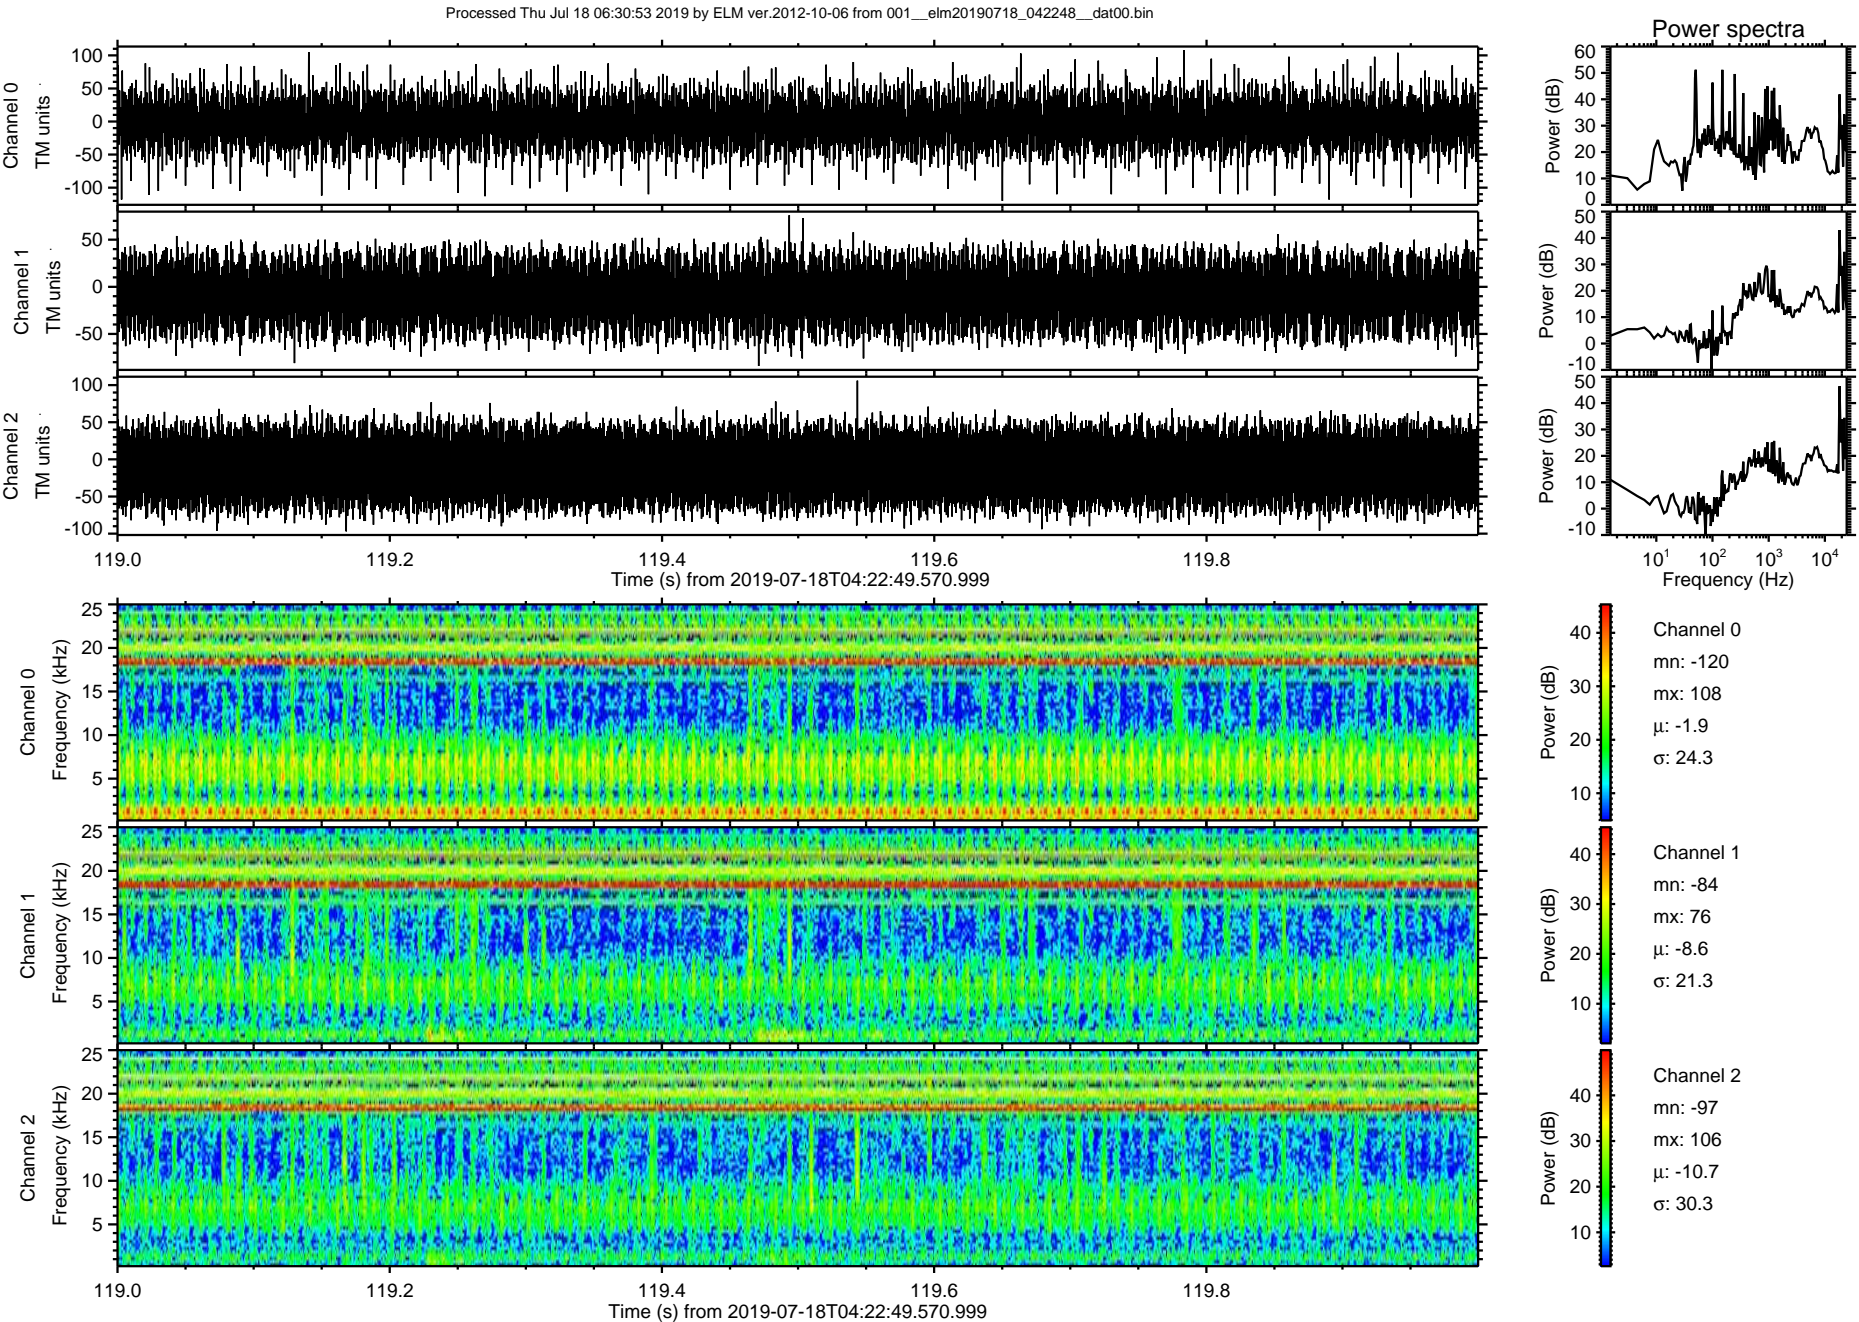 Processed Thu Jul 18 06:30:53 2019 by ELM ver.2012-10-06 from 001__elm20190718_042248__dat00.bin
Power spectra
Channel 0
TM units
100
50
0
-50
-100
Power (dB)
60
50
40
30
20
10
0
Channel 1
TM units
50
0
-50
Power (dB)
50
40
30
20
10
0
-10
Channel 2
TM units
100
50
0
-50
-100
Power (dB)
50
40
30
20
10
0
-10
119.0 119.2 119.4 119.6 119.8
Time (s) from 2019-07-18T04:22:49.570.999
10¹ 10² 10³ 10⁴
Frequency (Hz)
Channel 0
Frequency (kHz)
25
20
15
10
5
Power (dB)
40
30
20
10
Channel 0
mn: -120
mx: 108
µ: -1.9
σ: 24.3
Channel 1
Frequency (kHz)
25
20
15
10
5
Power (dB)
40
30
20
10
Channel 1
mn: -84
mx: 76
µ: -8.6
σ: 21.3
Channel 2
Frequency (kHz)
25
20
15
10
5
Power (dB)
40
30
20
10
Channel 2
mn: -97
mx: 106
µ: -10.7
σ: 30.3
119.0 119.2 119.4 119.6 119.8
Time (s) from 2019-07-18T04:22:49.570.999